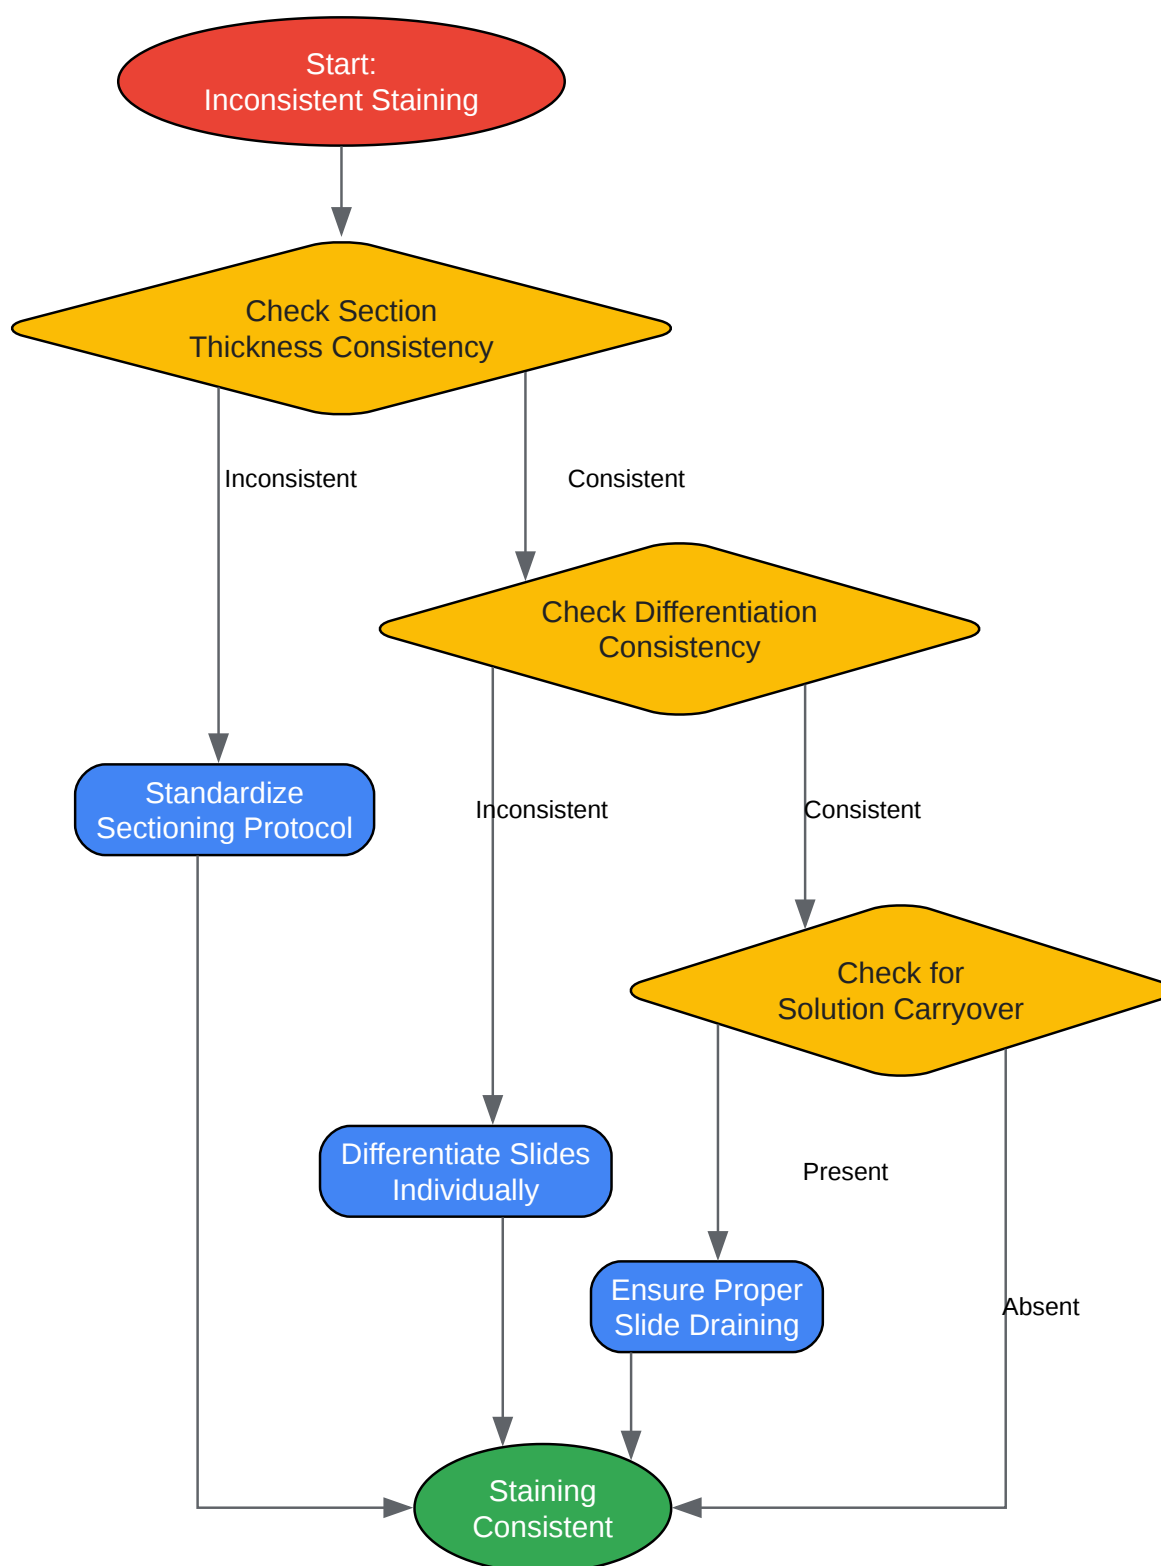 Start:
Inconsistent Staining
Check Section
Thickness Consistency
Inconsistent
Consistent
Check Differentiation
Consistency
Standardize
Sectioning Protocol
Inconsistent
Consistent
Check for
Solution Carryover
Differentiate Slides
Individually
Present
Ensure Proper
Slide Draining
Absent
Staining
Consistent